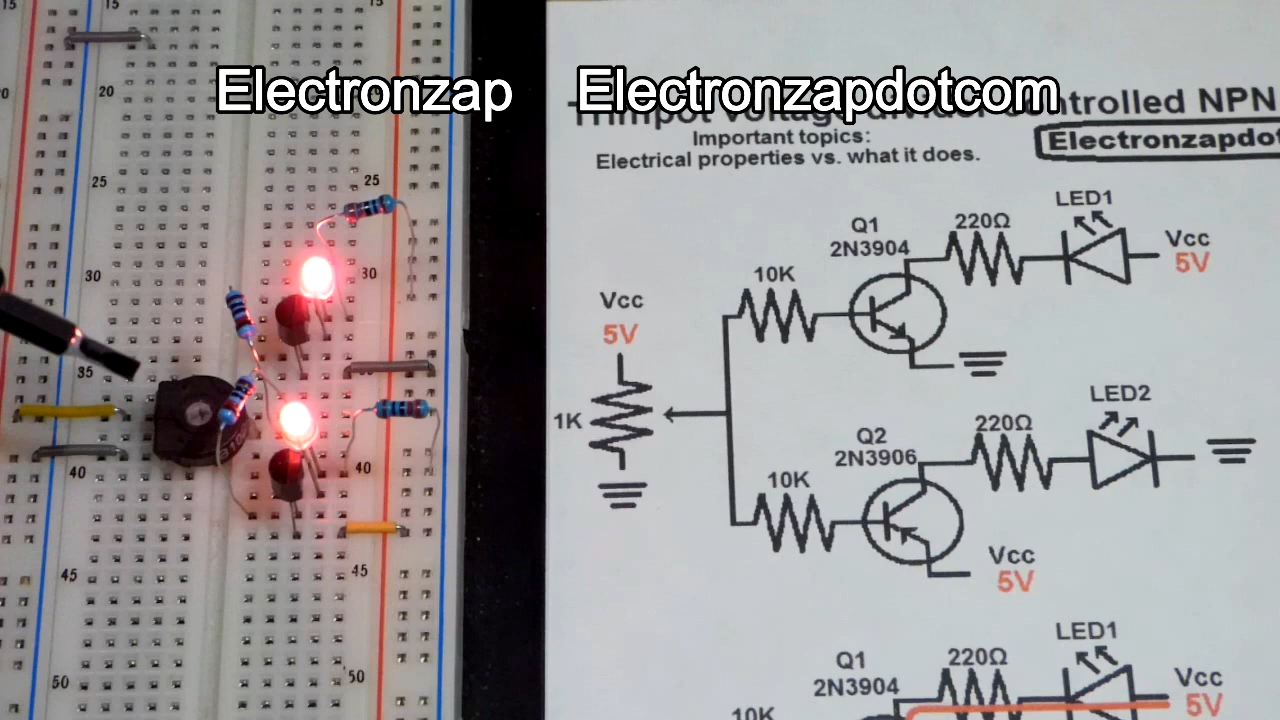 Electronzap
Electronzapdotcom
ntrolled NPN
Important topics:
Electrical properties vs. what it does.
Electronzapdot
LED1
Q1
2N3904
220Ω
Vcc
5V
10K
Vcc
5V
1K
LED2
Q2
2N3906
220Ω
10K
Vcc
5V
LED1
Q1
2N3904
220Ω
Vcc
5V
10K
15
15
20
20
25
25
30
30
35
40
40
45
45
50
50